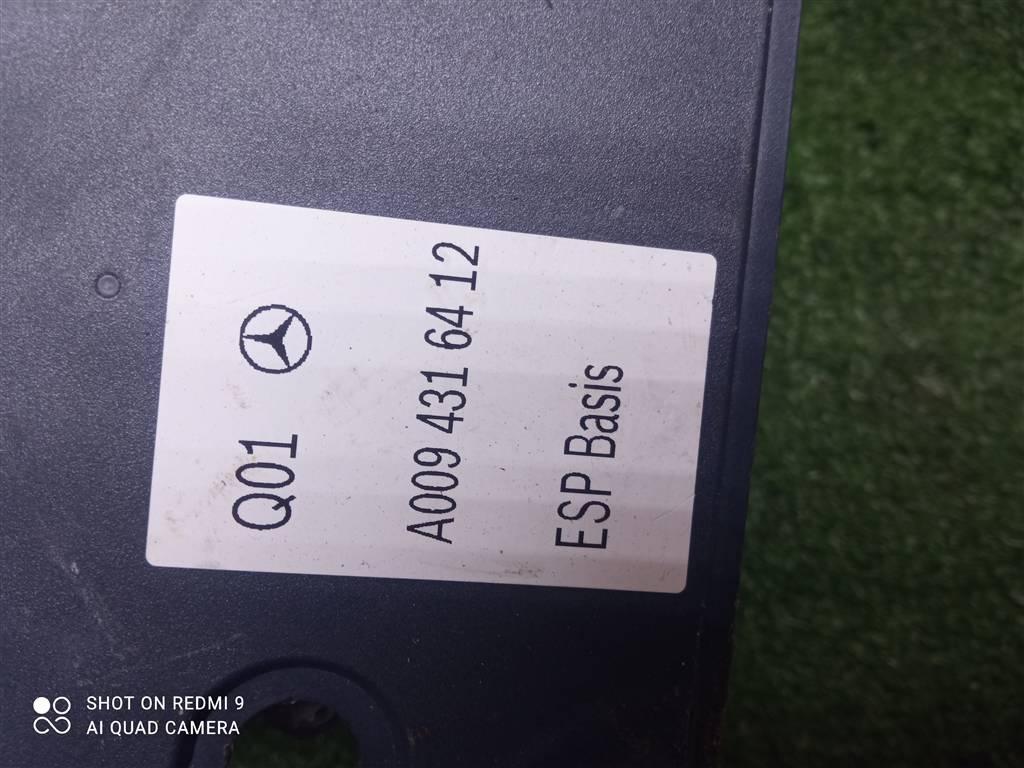 Q01
A009 431 64 12
ESP Basis
SHOT ON REDMI 9
AI QUAD CAMERA